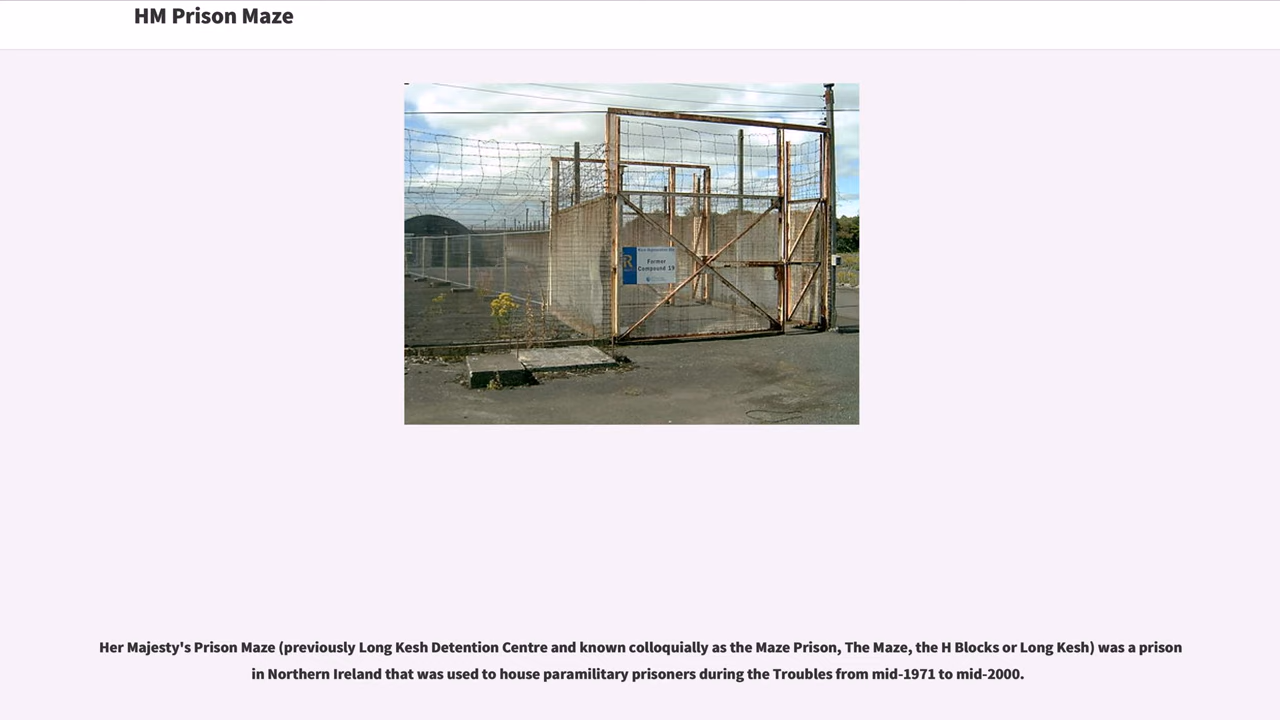 HM Prison Maze
R
Former
Compound 19
Her Majesty's Prison Maze (previously Long Kesh Detention Centre and known colloquially as the Maze Prison, The Maze, the H Blocks or Long Kesh) was a prison
in Northern Ireland that was used to house paramilitary prisoners during the Troubles from mid-1971 to mid-2000.